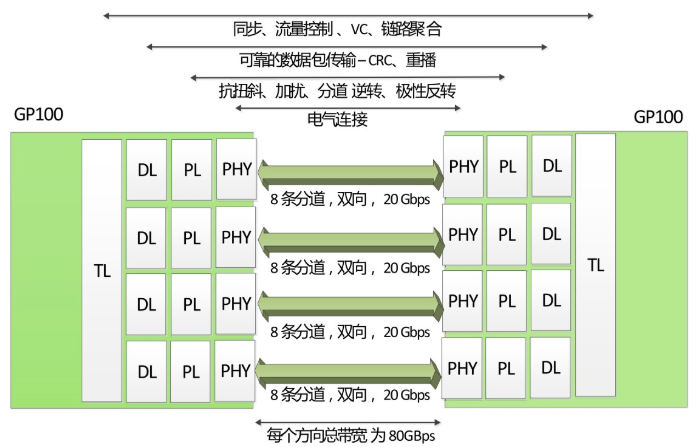 同步、流量控制、VC、链路聚合
可靠的数据包传输 – CRC、重播
抗扭斜、加扰、分道 逆转、极性反转
电气连接
GP100
GP100
TL
DL PL PHY
8 条分道，双向， 20 Gbps
PHY PL DL
DL PL PHY
8 条分道，双向， 20 Gbps
PHY PL DL
DL PL PHY
8 条分道，双向， 20 Gbps
PHY PL DL
DL PL PHY
8 条分道，双向， 20 Gbps
PHY PL DL
TL
每个方向总带宽 为 80GBps